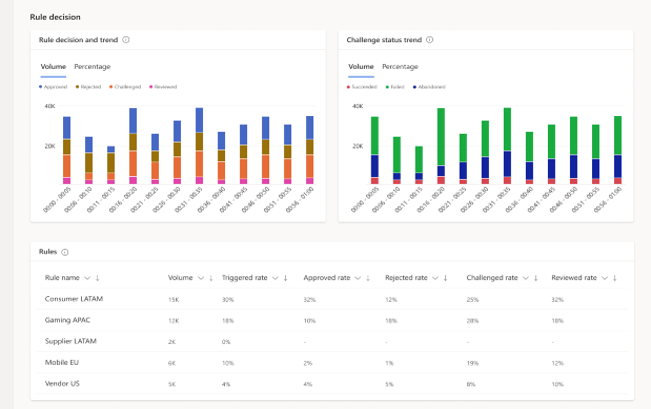 Rule decision
Rule decision and trend
Volume Percentage
Approved Rejected Challenged Reviewed
40K
20K
00:00 - 00:05 00:06 - 00:10 00:11 - 00:15 00:16 - 00:20 00:21 - 00:25 00:26 - 00:30 00:31 - 00:35 00:36 - 00:40 00:41 - 00:45 00:46 - 00:50 00:51 - 00:55 00:56 - 01:00
Challenge status trend
Volume Percentage
Succeeded Failed Abandoned
40K
20K
00:00 - 00:05 00:06 - 00:10 00:11 - 00:15 00:16 - 00:20 00:21 - 00:25 00:26 - 00:30 00:31 - 00:35 00:36 - 00:40 00:41 - 00:45 00:46 - 00:50 00:51 - 00:55 00:56 - 01:00
Rules
Rule name Volume Triggered rate Approved rate Rejected rate Challenged rate Reviewed rate
Consumer LATAM 15K 30% 32% 12% 25% 32%
Gaming APAC 12K 18% 10% 18% 28% 18%
Supplier LATAM 2K 0% - - - -
Mobile EU 6K 10% 2% 1% 19% 12%
Vendor US 5K 4% 4% 5% 8% 10%